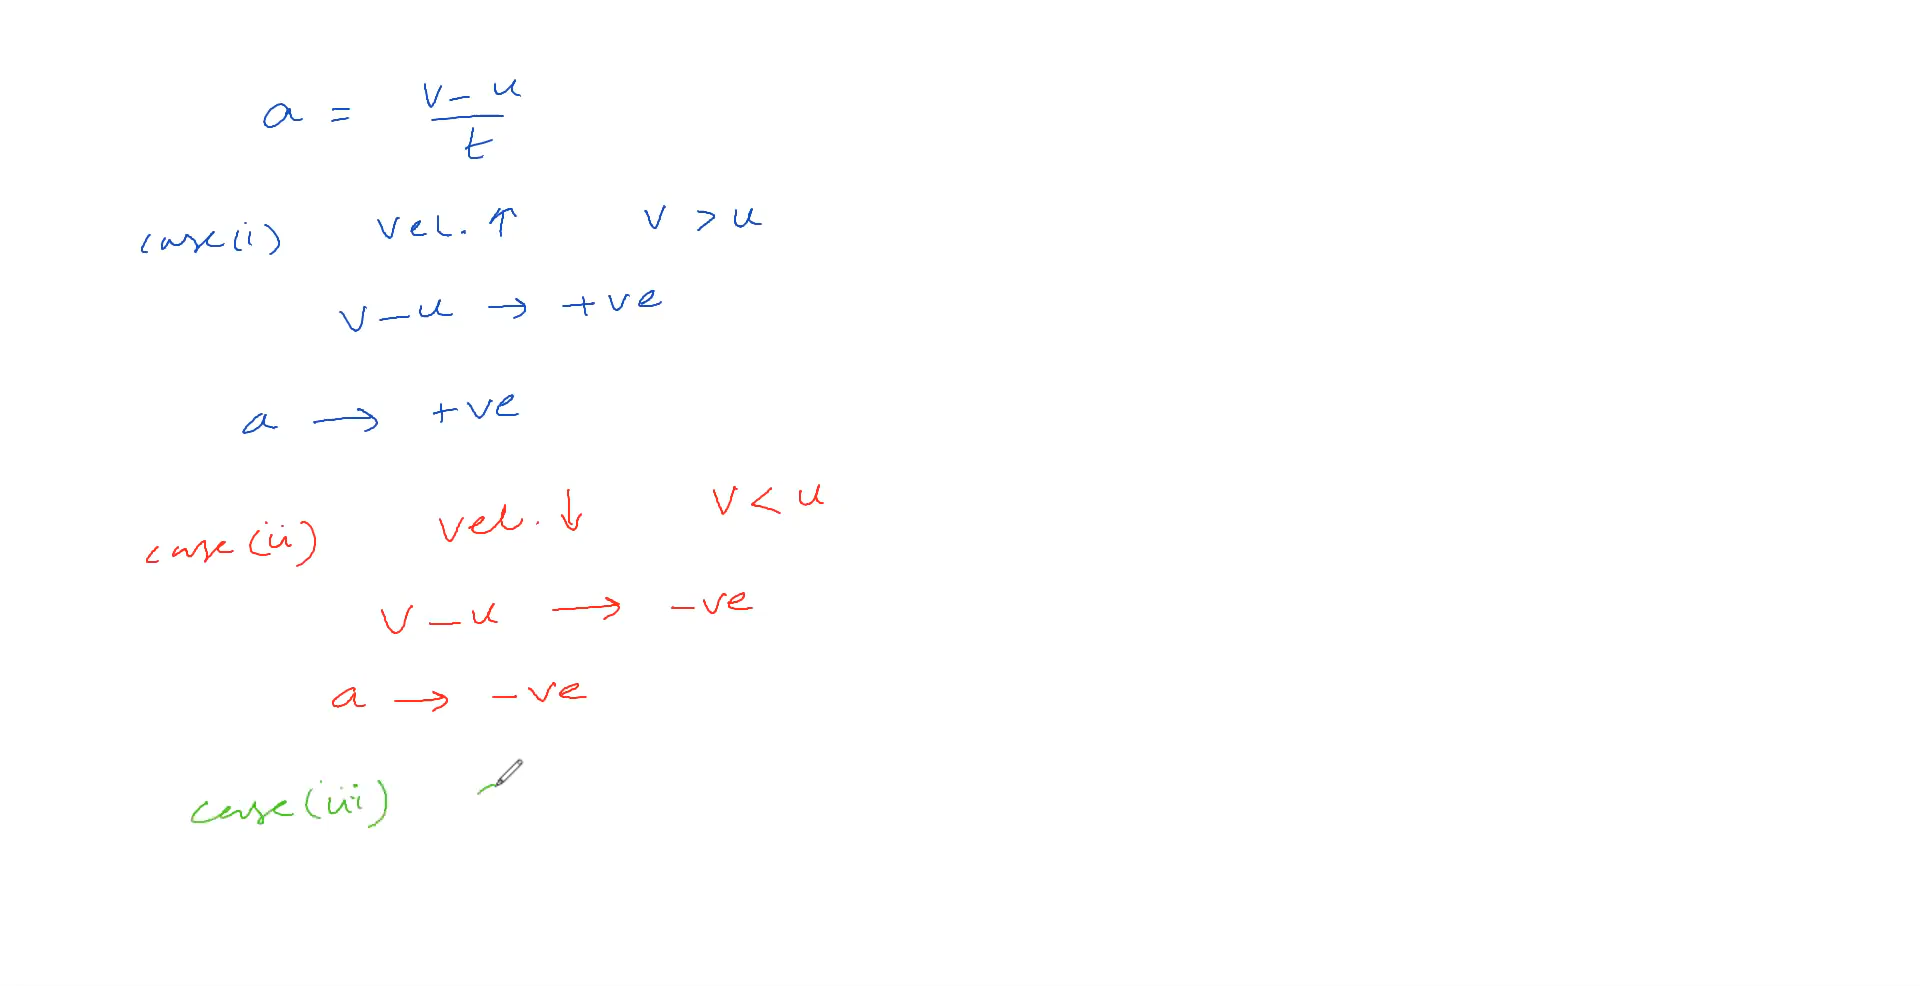 a = v – u / t
case(i) vel. ↑ v > u
v – u → +ve
a → +ve
case(ii) vel. ↓ v < u
v – u → –ve
a → –ve
case(iii)